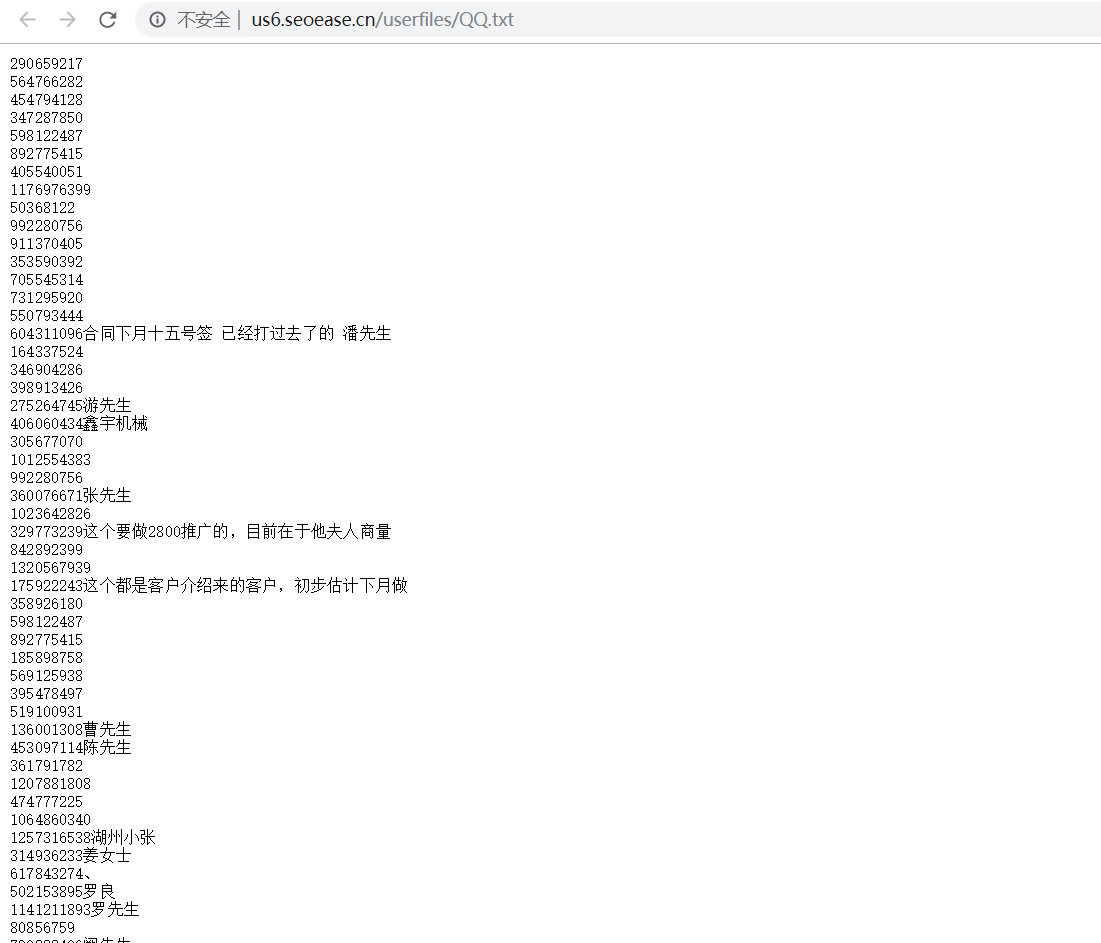 不安全 | us6.seoease.cn/userfiles/QQ.txt
290659217
564766282
454794128
347287850
598122487
892775415
405540051
1176976399
50368122
992280756
911370405
353590392
705545314
731295920
550793444
604311096合同下月十五号签 已经打过去了的 潘先生
164337524
346904286
398913426
275264745游先生
406060434鑫宇机械
305677070
1012554383
992280756
360076671张先生
1023642826
329773239这个要做2800推广的，目前在于他夫人商量
842892399
1320567939
175922243这个都是客户介绍来的客户，初步估计下月做
358926180
598122487
892775415
185898758
569125938
395478497
519100931
136001308曹先生
453097114陈先生
361791782
1207881808
474777225
1064860340
1257316538湖州小张
314936233姜女士
617843274、
502153895罗良
1141211893罗先生
80856759